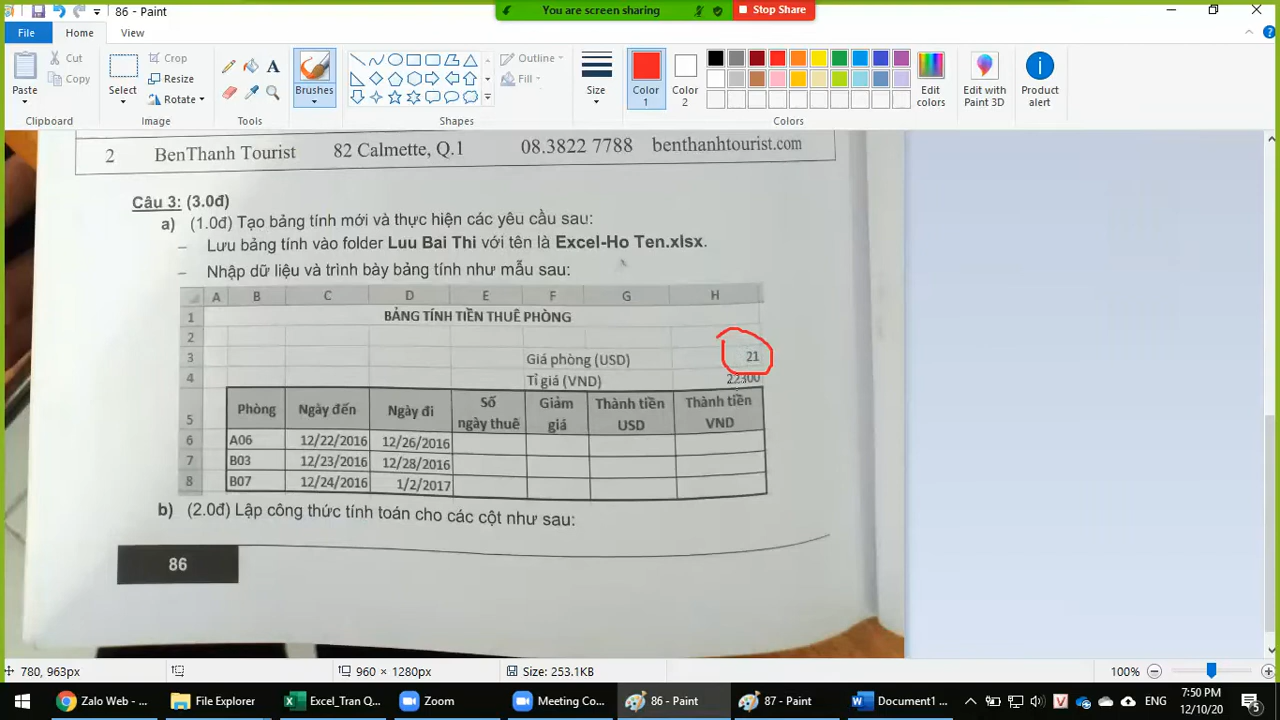 86 - Paint
You are screen sharing
Stop Share
File Home View
Paste
Cut
Copy
Clipboard
Select
Crop
Resize
Rotate
Image
Tools
Brushes
Outline
Fill
Shapes
Size
Color 1
Color 2
Edit colors
Edit with Paint 3D
Product alert
Colors
2 BenThanh Tourist 82 Calmette, Q.1 08.3822 7788 benthanhtourist.com
Câu 3: (3.0đ)
a) (1.0đ) Tạo bảng tính mới và thực hiện các yêu cầu sau:
– Lưu bảng tính vào folder Luu Bai Thi với tên là Excel-Ho Ten.xlsx.
– Nhập dữ liệu và trình bày bảng tính như mẫu sau:
A B C D E F G H
1 BẢNG TÍNH TIỀN THUÊ PHÒNG
2
3 Giá phòng (USD) 21
4 Tỉ giá (VND) 22300
5 Phòng Ngày đến Ngày đi Số ngày thuê Giảm giá Thành tiền USD Thành tiền VND
6 A06 12/22/2016 12/26/2016
7 B03 12/23/2016 12/28/2016
8 B07 12/24/2016 1/2/2017
b) (2.0đ) Lập công thức tính toán cho các cột như sau:
86
780, 963px
960 × 1280px
Size: 253.1KB
100%
Zalo Web - ...
File Explorer
Excel_Tran Q...
Zoom
Meeting Co...
86 - Paint
87 - Paint
Document1 ...
ENG
7:50 PM
12/10/20
5